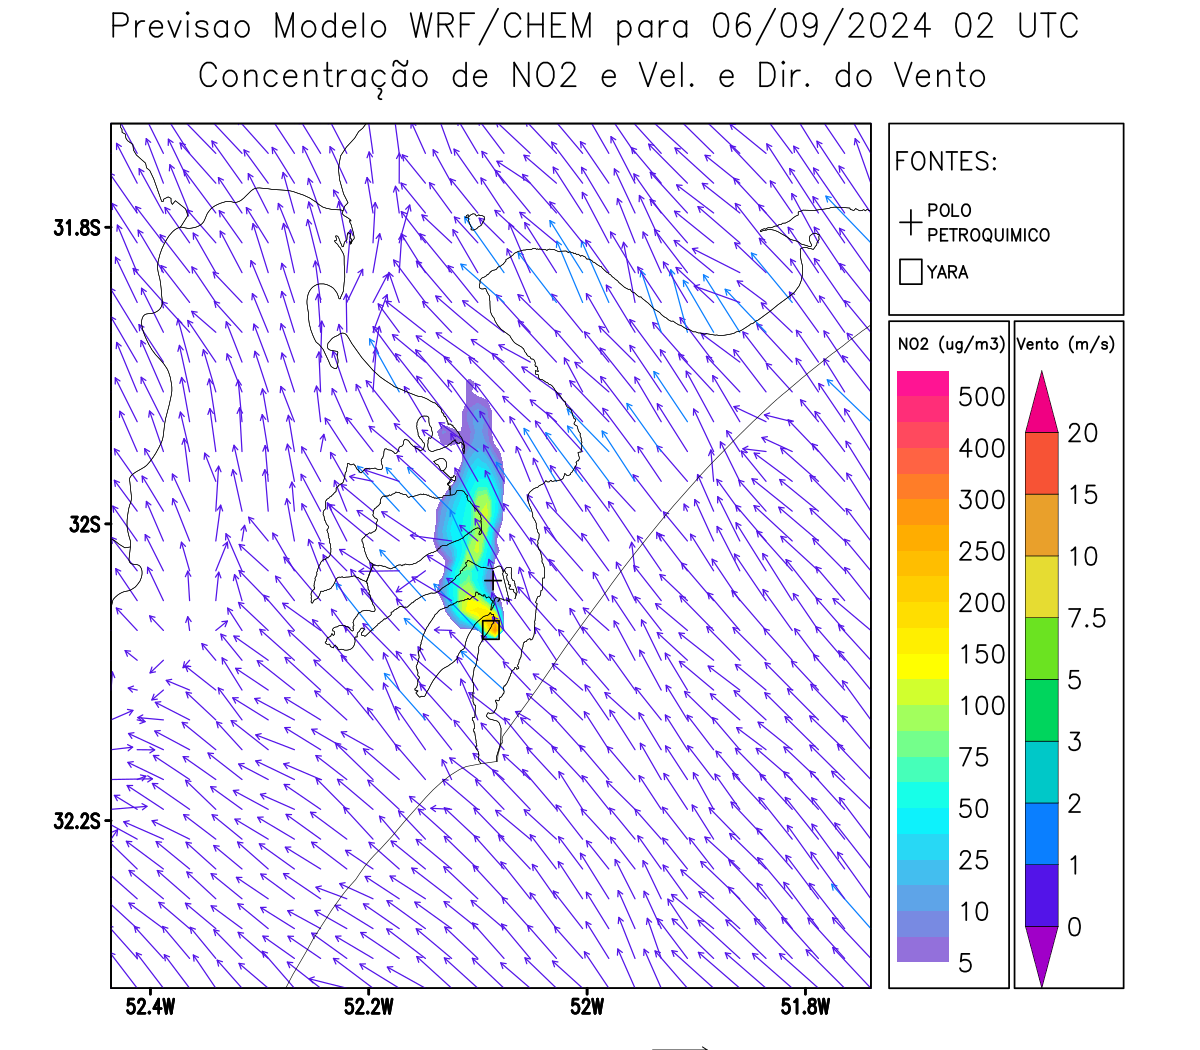 Previsao Modelo WRF/CHEM para 06/09/2024 02 UTC
Concentração de NO2 e Vel. e Dir. do Vento
FONTES:
POLO
PETROQUIMICO
YARA
31.8S
32S
32.2S
52.4W
52.2W
52W
51.8W
NO2 (ug/m3)
500
400
300
250
200
150
100
75
50
25
10
5
Vento (m/s)
20
15
10
7.5
5
3
2
1
0